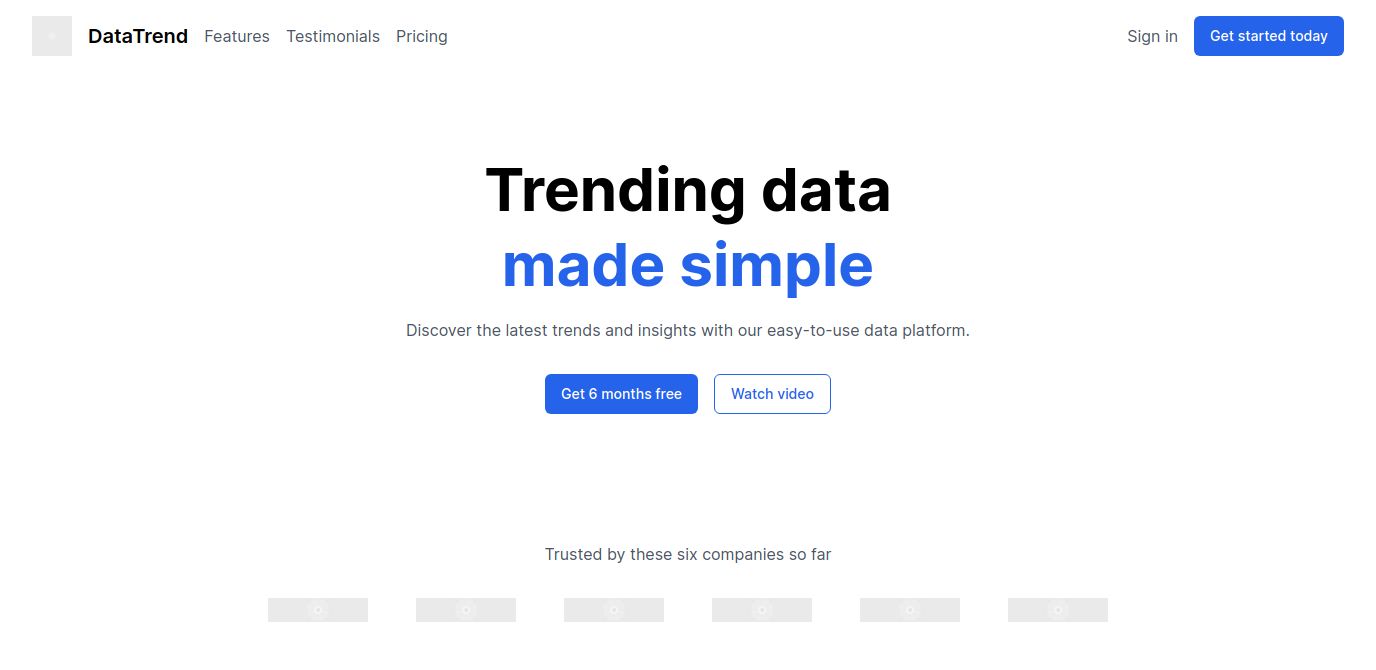 DataTrend Features Testimonials Pricing Sign in Get started today
Trending data
made simple
Discover the latest trends and insights with our easy-to-use data platform.
Get 6 months free Watch video
Trusted by these six companies so far